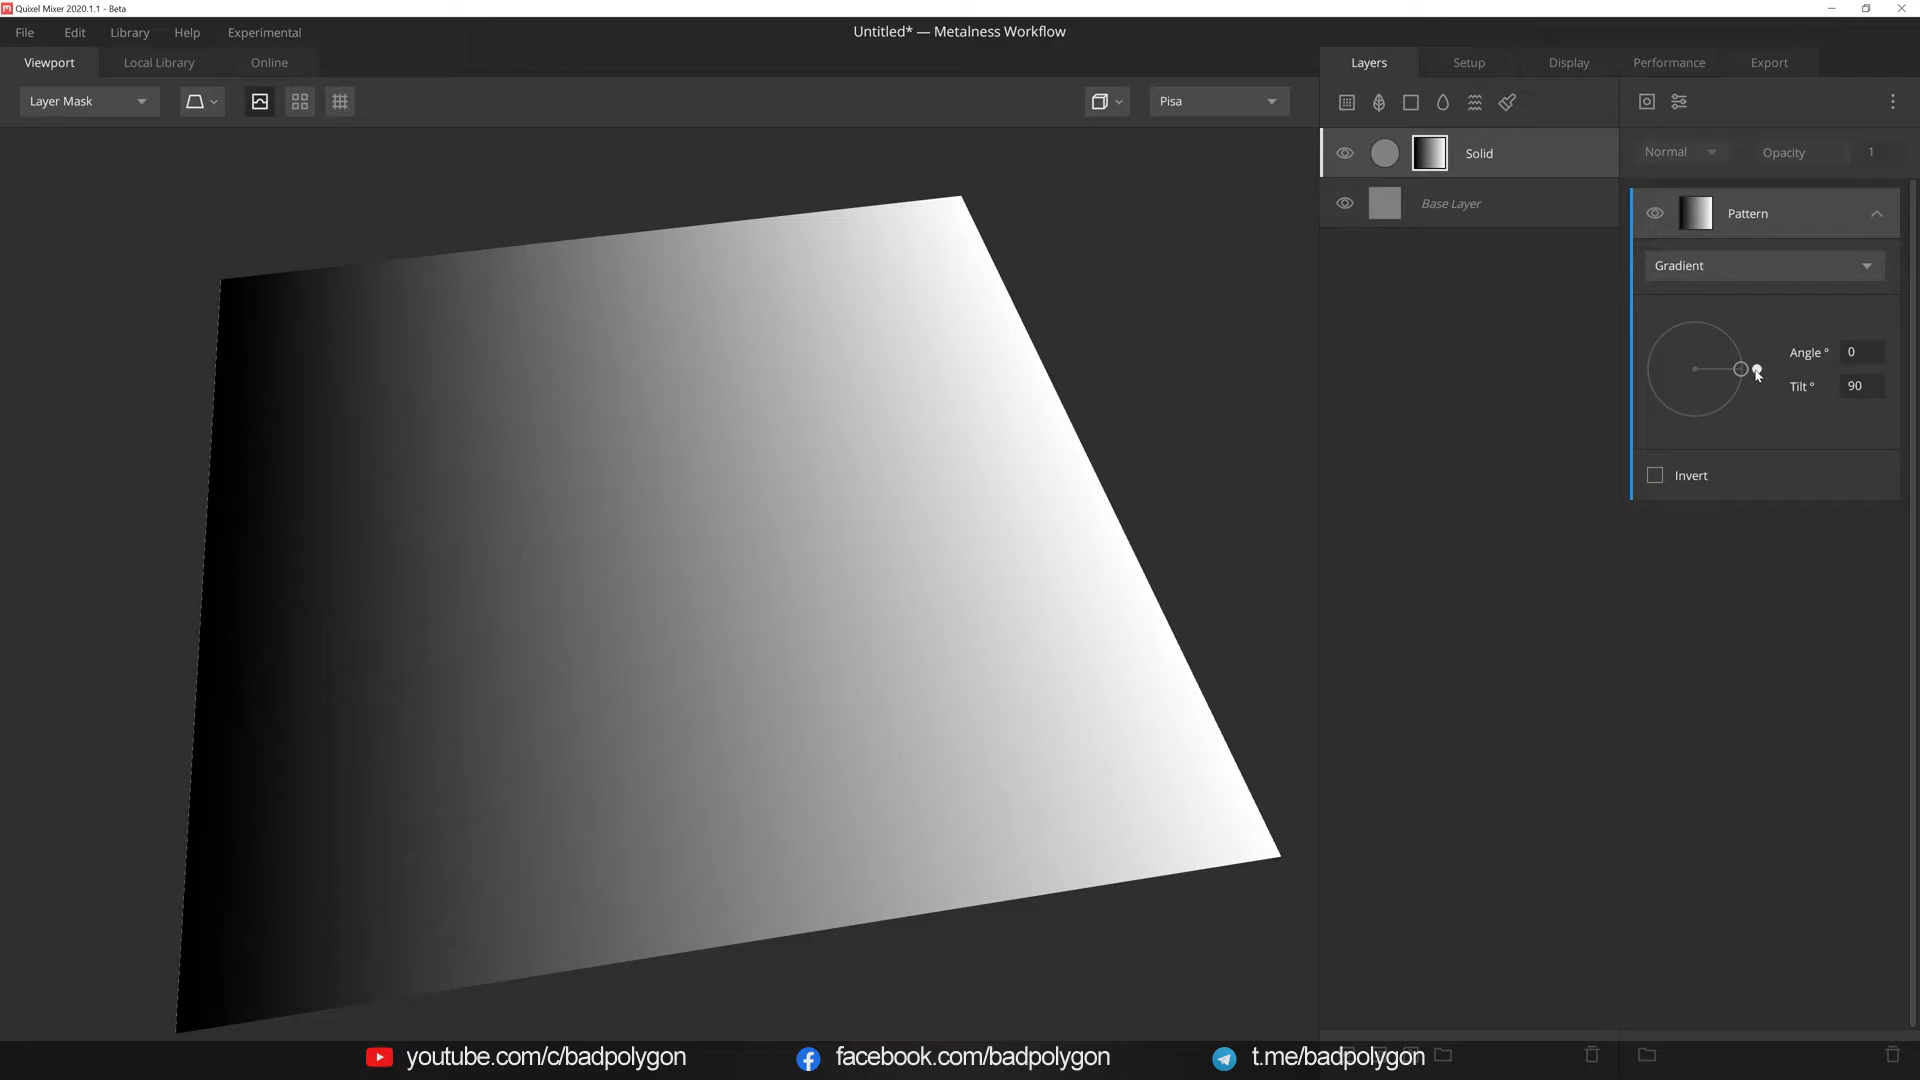 Quixel Mixer 2020.1.1 - Beta
File Edit Library Help Experimental
Untitled* — Metalness Workflow
Viewport Local Library Online
Layers Setup Display Performance Export
Layer Mask
Pisa
Solid
Base Layer
Normal Opacity 1
Pattern
Gradient
Angle ° 0
Tilt ° 90
Invert
youtube.com/c/badpolygon facebook.com/badpolygon t.me/badpolygon